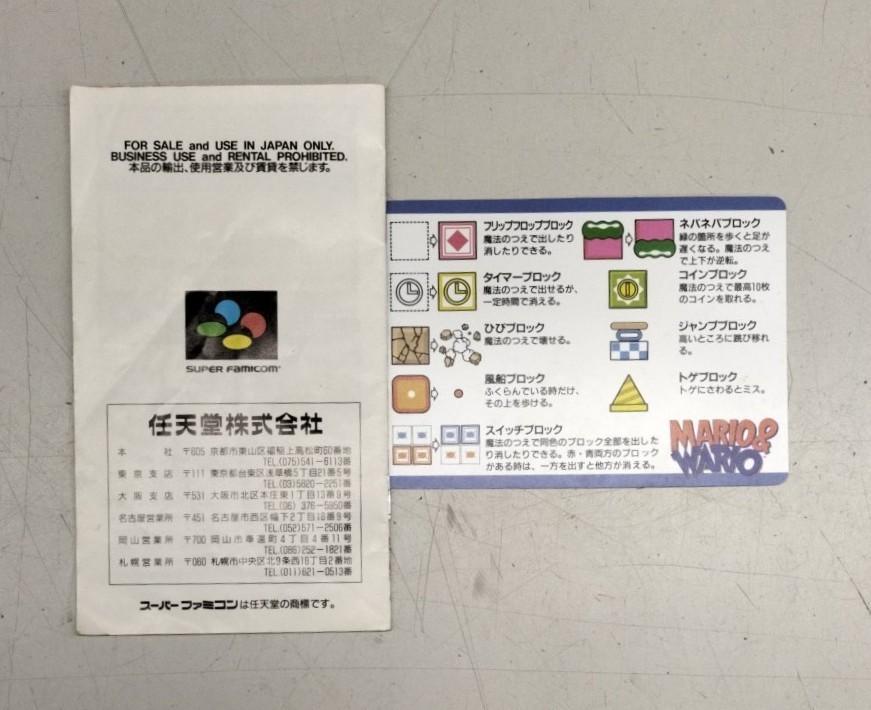 FOR SALE and USE IN JAPAN ONLY.
BUSINESS USE and RENTAL PROHIBITED.
本品の輸出、使用営業及び賃貸を禁じます。
SUPER FAMICOM
任天堂株式会社
本 社 〒605 京都市東山区福稲上高松町60番地
TEL.(075)541-6113番
東京支店 〒111 東京都台東区浅草橋5丁目21番5号
TEL.(03)5820-2251番
大阪支店 〒531 大阪市北区本庄東1丁目13番9号
TEL.(06) 376-5950番
名古屋営業所 〒451 名古屋市西区幅下2丁目18番9号
TEL.(052)571-2506番
岡山営業所 〒700 岡山市奉還町4丁目4番11号
TEL.(086)252-1821番
札幌営業所 〒060 札幌市中央区北9条西18丁目2番地
TEL.(011)621-0513番
スーパーファミコンは任天堂の商標です。
フリップフロップブロック
魔法のつえで出したり
消したりできる。
タイマーブロック
魔法のつえで出せるが、
一定時間で消える。
ひびブロック
魔法のつえで壊せる。
風船ブロック
ふくらんでいる時だけ、
その上を歩ける。
スイッチブロック
魔法のつえで同色のブロック全部を出した
り消したりできる。赤・青両方のブロック
がある時は、一方を出すと他方が消える。
ネバネバブロック
緑の箇所を歩くと足が
遅くなる。魔法のつえ
で上下が逆転。
コインブロック
魔法のつえで最高10枚
のコインを取れる。
ジャンプブロック
高いところに跳び移れ
る。
トゲブロック
トゲにさわるとミス。
MARIO &
WARIO